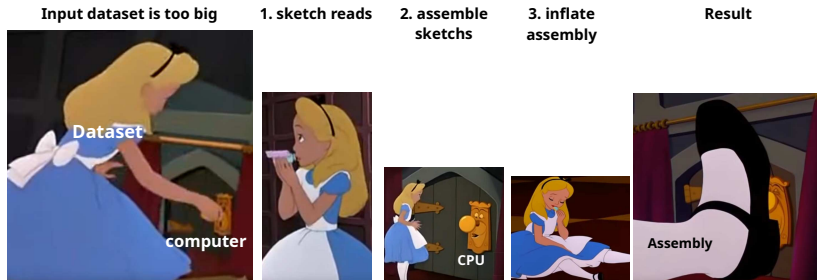 Input dataset is too big
1. sketch reads
2. assemble
sketchs
3. inflate
assembly
Result
Dataset
computer
CPU
Assembly